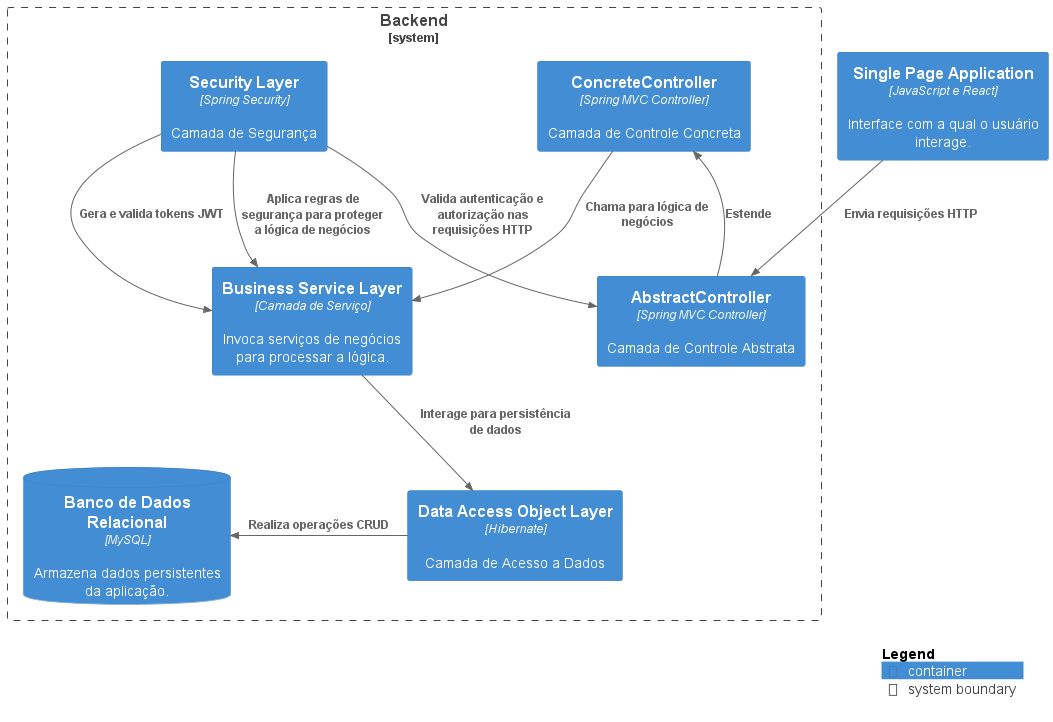 Backend
[system]
Security Layer
[Spring Security]
Camada de Segurança
ConcreteController
[Spring MVC Controller]
Camada de Controle Concreta
Single Page Application
[JavaScript e React]
Interface com a qual o usuário
interage.
Gera e valida tokens JWT
Aplica regras de
segurança para proteger
a lógica de negócios
Valida autenticação e
autorização nas
requisições HTTP
Chama para lógica de
negócios
Estende
Envia requisições HTTP
Business Service Layer
[Camada de Serviço]
Invoca serviços de negócios
para processar a lógica.
AbstractController
[Spring MVC Controller]
Camada de Controle Abstrata
Interage para persistência
de dados
Banco de Dados
Relacional
[MySQL]
Armazena dados persistentes
da aplicação.
Realiza operações CRUD
Data Access Object Layer
[Hibernate]
Camada de Acesso a Dados
Legend
container
system boundary